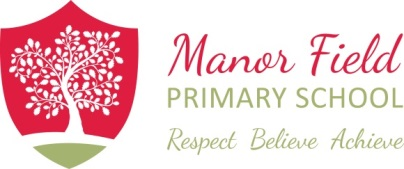 Manor Field
PRIMARY SCHOOL
Respect Believe Achieve